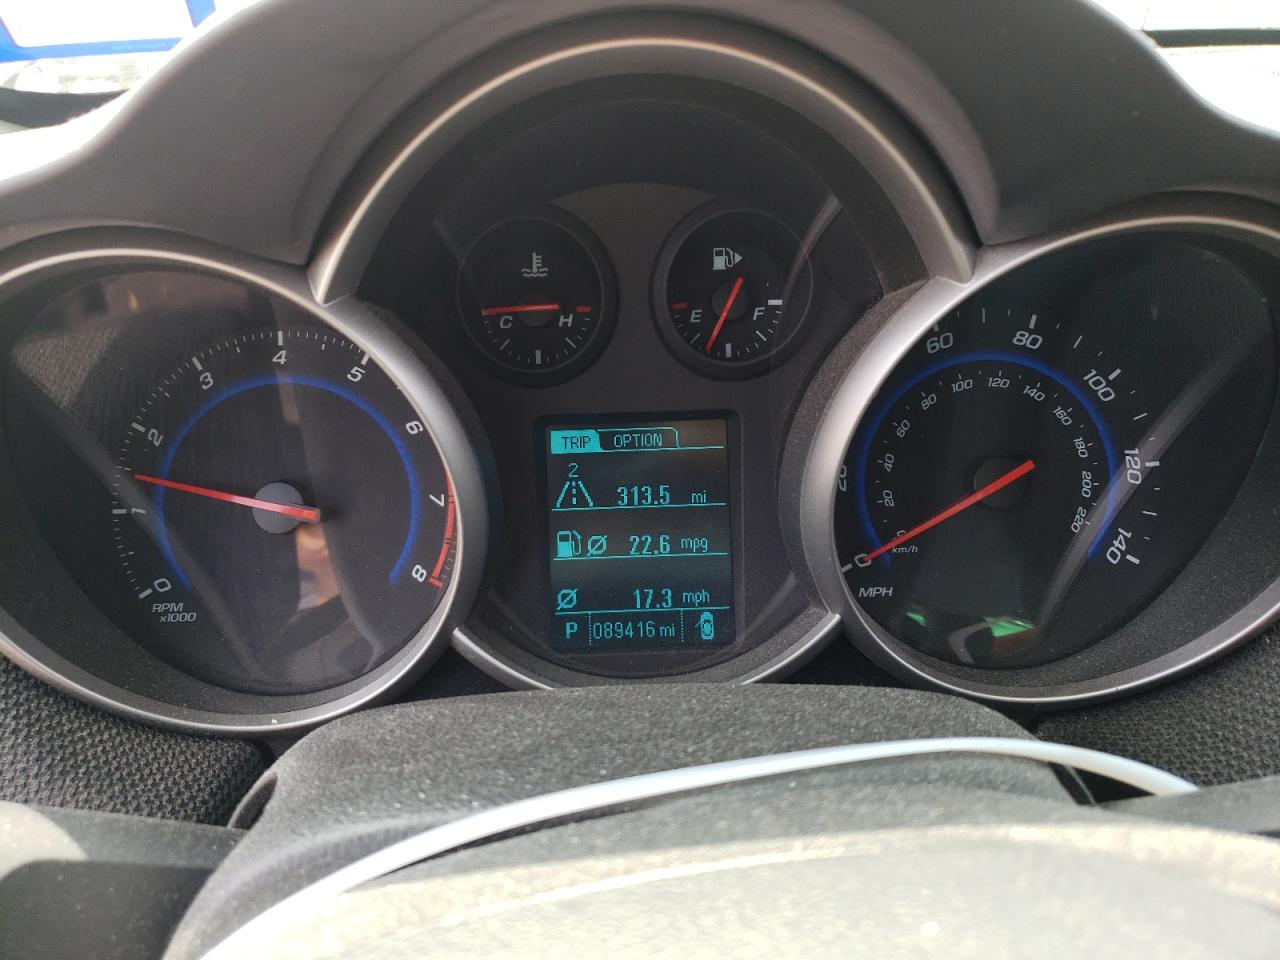 C H
E F
0 1 2 3 4 5 6 7 8
RPM
x1000
TRIP OPTION
2
313.5 mi
Ø 22.6 mpg
Ø 17.3 mph
P 089416 mi
0 60 80 100 120 140
0 20 40 60 80 100 120 140 160 180 200 220
km/h
MPH